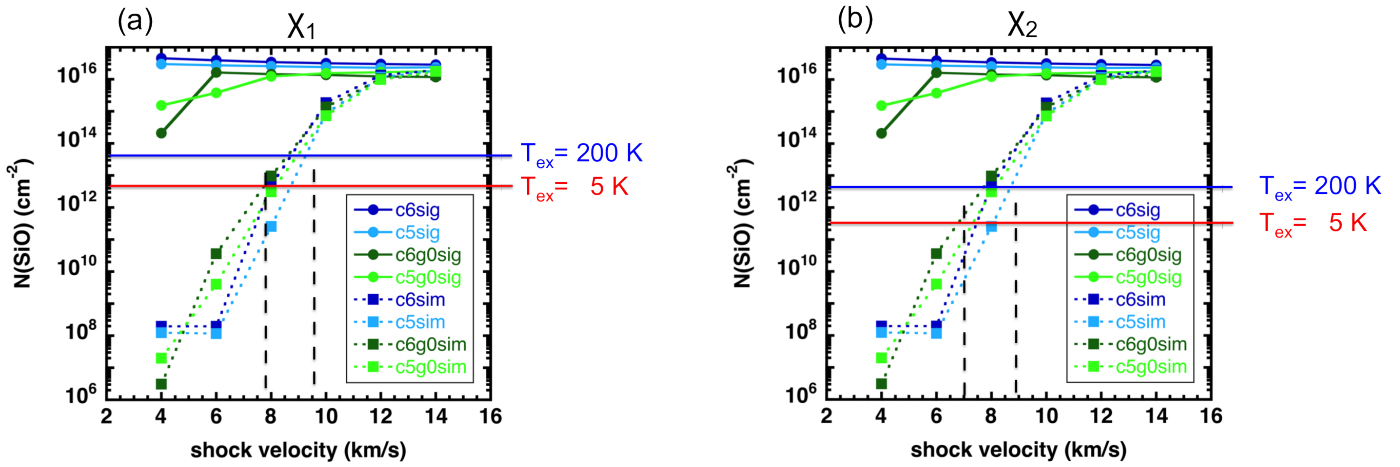 (a)
χ₁
N(SiO) (cm⁻²)
10¹⁶
10¹⁴
10¹²
10¹⁰
10⁸
10⁶
2 4 6 8 10 12 14 16
shock velocity (km/s)
Tₑₓ= 200 K
Tₑₓ= 5 K
c6sig
c5sig
c6g0sig
c5g0sig
c6sim
c5sim
c6g0sim
c5g0sim
(b)
χ₂
N(SiO) (cm⁻²)
10¹⁶
10¹⁴
10¹²
10¹⁰
10⁸
10⁶
2 4 6 8 10 12 14 16
shock velocity (km/s)
Tₑₓ= 200 K
Tₑₓ= 5 K
c6sig
c5sig
c6g0sig
c5g0sig
c6sim
c5sim
c6g0sim
c5g0sim